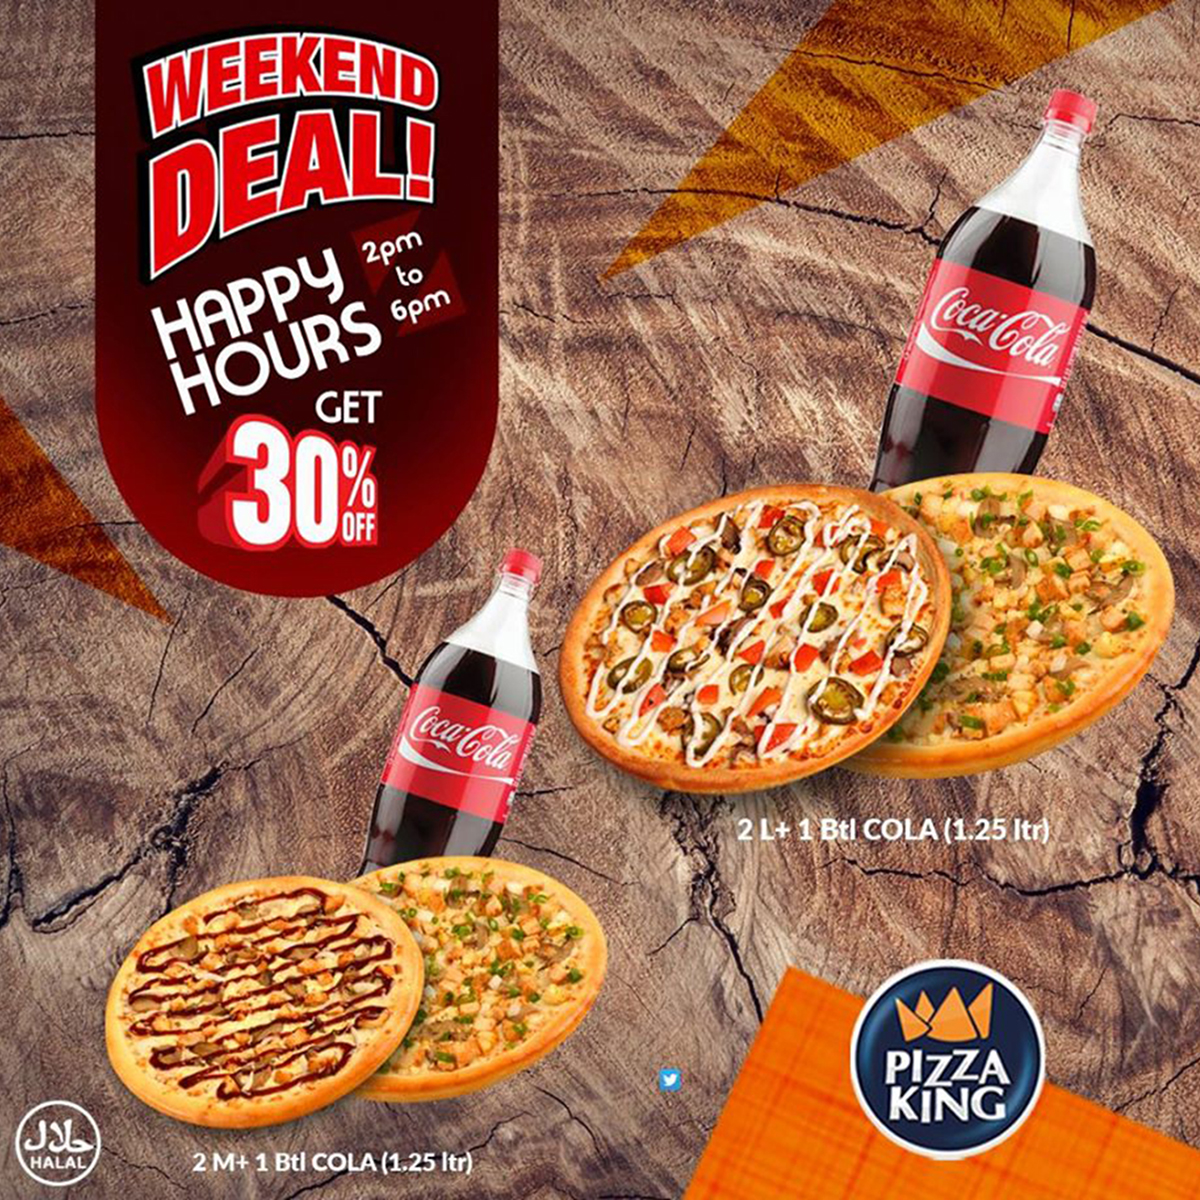 WEEKEND
DEAL!
HAPPY
HOURS
2pm
to
6pm
GET
30%
OFF
Coca-Cola
2 L+ 1 Btl COLA (1.25 ltr)
Coca-Cola
2 M+ 1 Btl COLA (1.25 ltr)
PIZZA
KING
حلال
HALAL